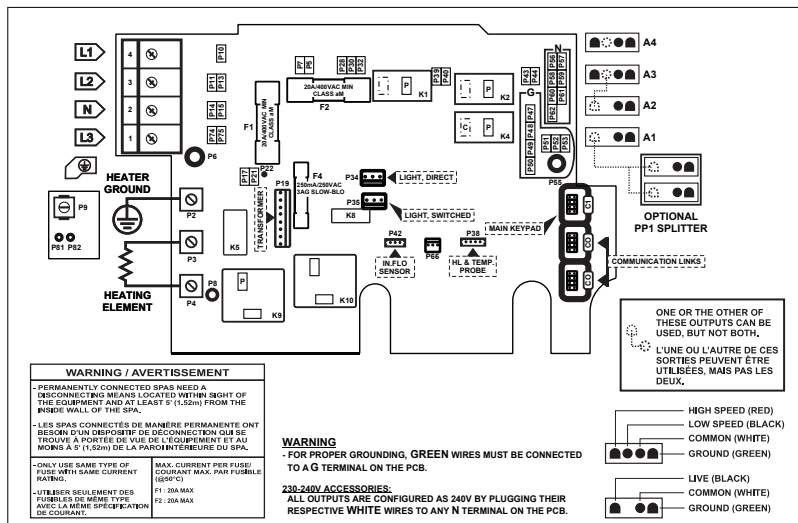 L1
L2
N
L3
4
3
2
1
P10
P11
P13
P14
P15
P74
P75
P6
P7
P5
P28
P30
P32
20A/400VAC MIN
CLASS aM
F2
20A/400VAC MIN
CLASS aM
F1
P
K1
P39
P40
P
K2
C
P
K4
P43
P44
N
P56
P57
P58
P59
P60
P61
P62
G
P47
P48
P49
P50
P51
P52
P53
P55
A4
A3
A2
A1
OPTIONAL
PP1 SPLITTER
P17
P21
P22
P19
TRANSFORMER
F4
250mA/250VAC
3AG SLOW-BLO
P34
LIGHT, DIRECT
P35
LIGHT, SWITCHED
K8
K5
P42
IN.FLO
SENSOR
P66
P38
HL & TEMP.
PROBE
MAIN KEYPAD
C1
CO
CO
COMMUNICATION LINKS
P9
P81
P82
HEATER
GROUND
P2
P3
P4
P8
HEATING
ELEMENT
P
K9
P
K10
ONE OR THE OTHER OF
THESE OUTPUTS CAN BE
USED, BUT NOT BOTH.
L'UNE OU L'AUTRE DE CES
SORTIES PEUVENT ÊTRE
UTILISÉES, MAIS PAS LES
DEUX.
WARNING / AVERTISSEMENT
- PERMANENTLY CONNECTED SPAS NEED A
DISCONNECTING MEANS LOCATED WITHIN SIGHT OF
THE EQUIPMENT AND AT LEAST 5' (1.52m) FROM THE
INSIDE WALL OF THE SPA.
- LES SPAS CONNECTÉS DE MANIÈRE PERMANENTE ONT
BESOIN D'UN DISPOSITIF DE DÉCONNECTION QUI SE
TROUVE À PORTÉE DE VUE DE L'ÉQUIPEMENT ET AU
MOINS À 5' (1,52m) DE LA PAROI INTÉRIEURE DU SPA.
- ONLY USE SAME TYPE OF
FUSE WITH SAME CURRENT
RATING.
- UTILISER SEULEMENT DES
FUSIBLES DE MÊME TYPE
AVEC LA MÊME SPÉCIFICATION
DE COURANT.
MAX. CURRENT PER FUSE/
COURANT MAX. PAR FUSIBLE
(@50°C)
F1 : 20A MAX
F2 : 20A MAX
WARNING
- FOR PROPER GROUNDING, GREEN WIRES MUST BE CONNECTED
TO A G TERMINAL ON THE PCB.
230-240V ACCESSORIES:
ALL OUTPUTS ARE CONFIGURED AS 240V BY PLUGGING THEIR
RESPECTIVE WHITE WIRES TO ANY N TERMINAL ON THE PCB.
HIGH SPEED (RED)
LOW SPEED (BLACK)
COMMON (WHITE)
GROUND (GREEN)
LIVE (BLACK)
COMMON (WHITE)
GROUND (GREEN)